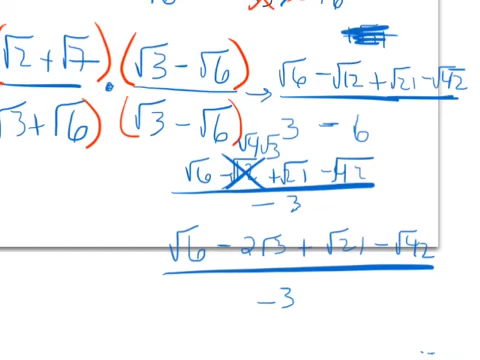 (√2 + √7) · (√3 − √6) → √6 − √12 + √21 − √42
√3 + √6) (√3 − √6) 3 − 6
√4√3
√6 − √12 + √21 − √42
− 3
√6 − 2√3 + √21 − √42
− 3